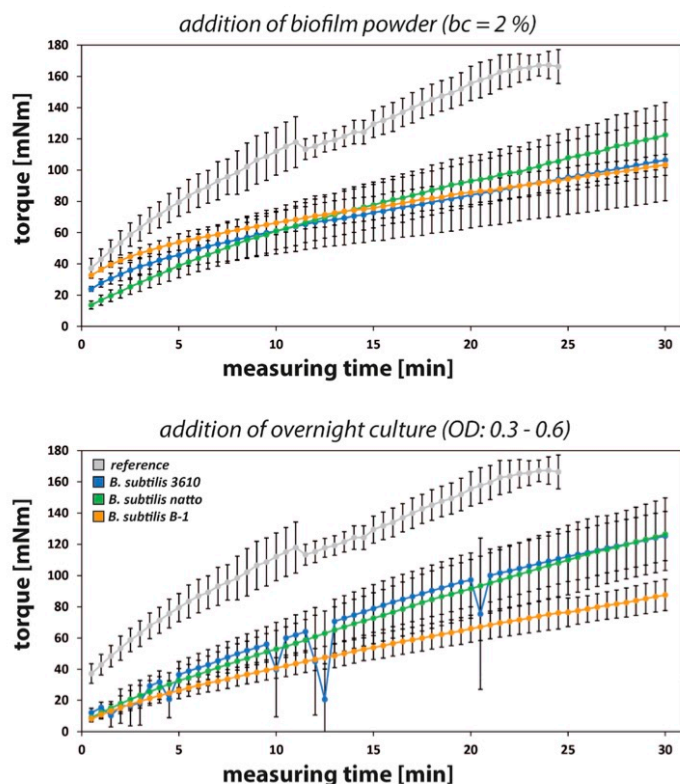 addition of biofilm powder (bc = 2 %)
torque [mNm]
180
160
140
120
100
80
60
40
20
0
0 5 10 15 20 25 30
measuring time [min]
addition of overnight culture (OD: 0.3 - 0.6)
torque [mNm]
180
160
140
120
100
80
60
40
20
0
reference
B. subtilis 3610
B. subtilis natto
B. subtilis B-1
0 5 10 15 20 25 30
measuring time [min]